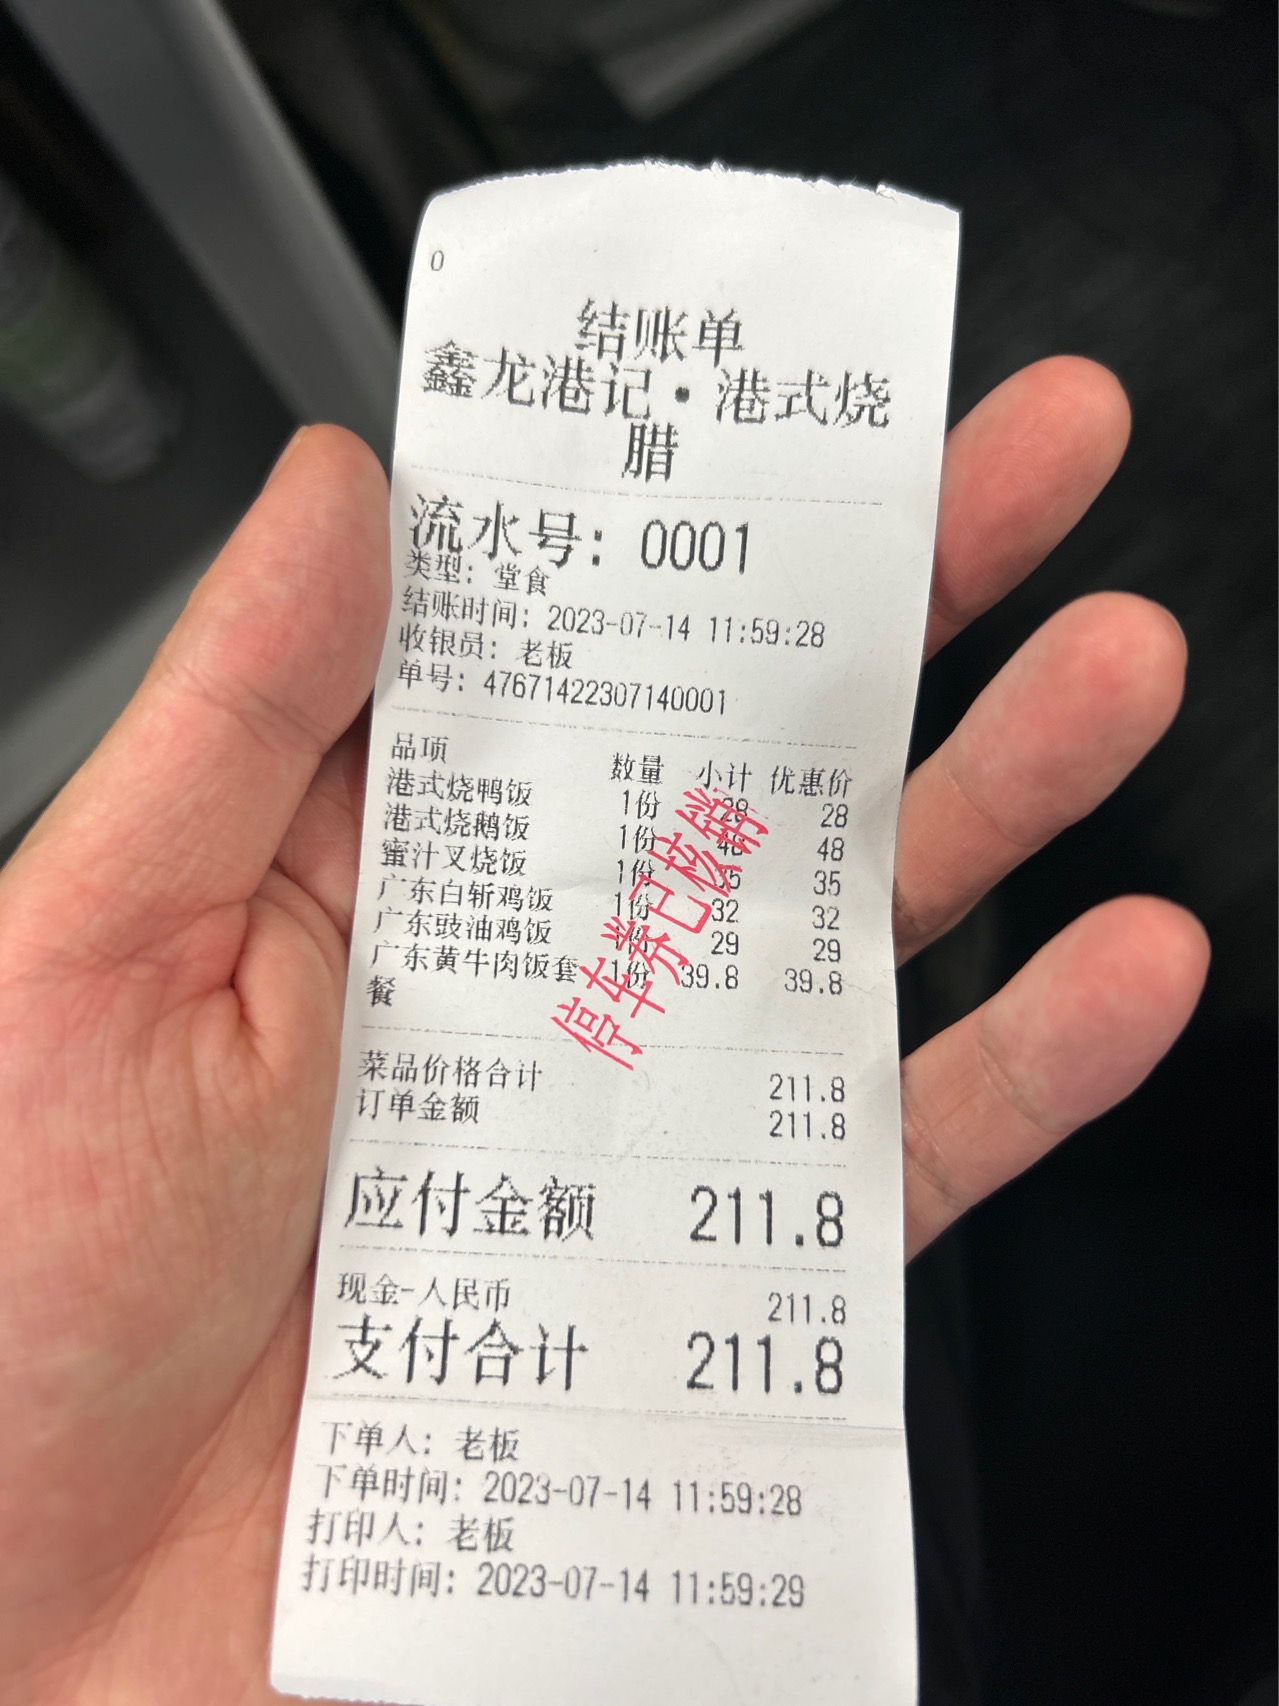 0
结账单
鑫龙港记·港式烧
腊
流水号: 0001
类型: 堂食
结账时间: 2023-07-14 11:59:28
收银员: 老板
单号: 47671422307140001
品项 数量 小计 优惠价
港式烧鸭饭 1份 28 28
港式烧鹅饭 1份 48 48
蜜汁叉烧饭 1份 35 35
广东白斩鸡饭 1份 32 32
广东豉油鸡饭 1份 29 29
广东黄牛肉饭套 1份 39.8 39.8
餐
停车券已核销
菜品价格合计 211.8
订单金额 211.8
应付金额 211.8
现金-人民币 211.8
支付合计 211.8
下单人: 老板
下单时间: 2023-07-14 11:59:28
打印人: 老板
打印时间: 2023-07-14 11:59:29